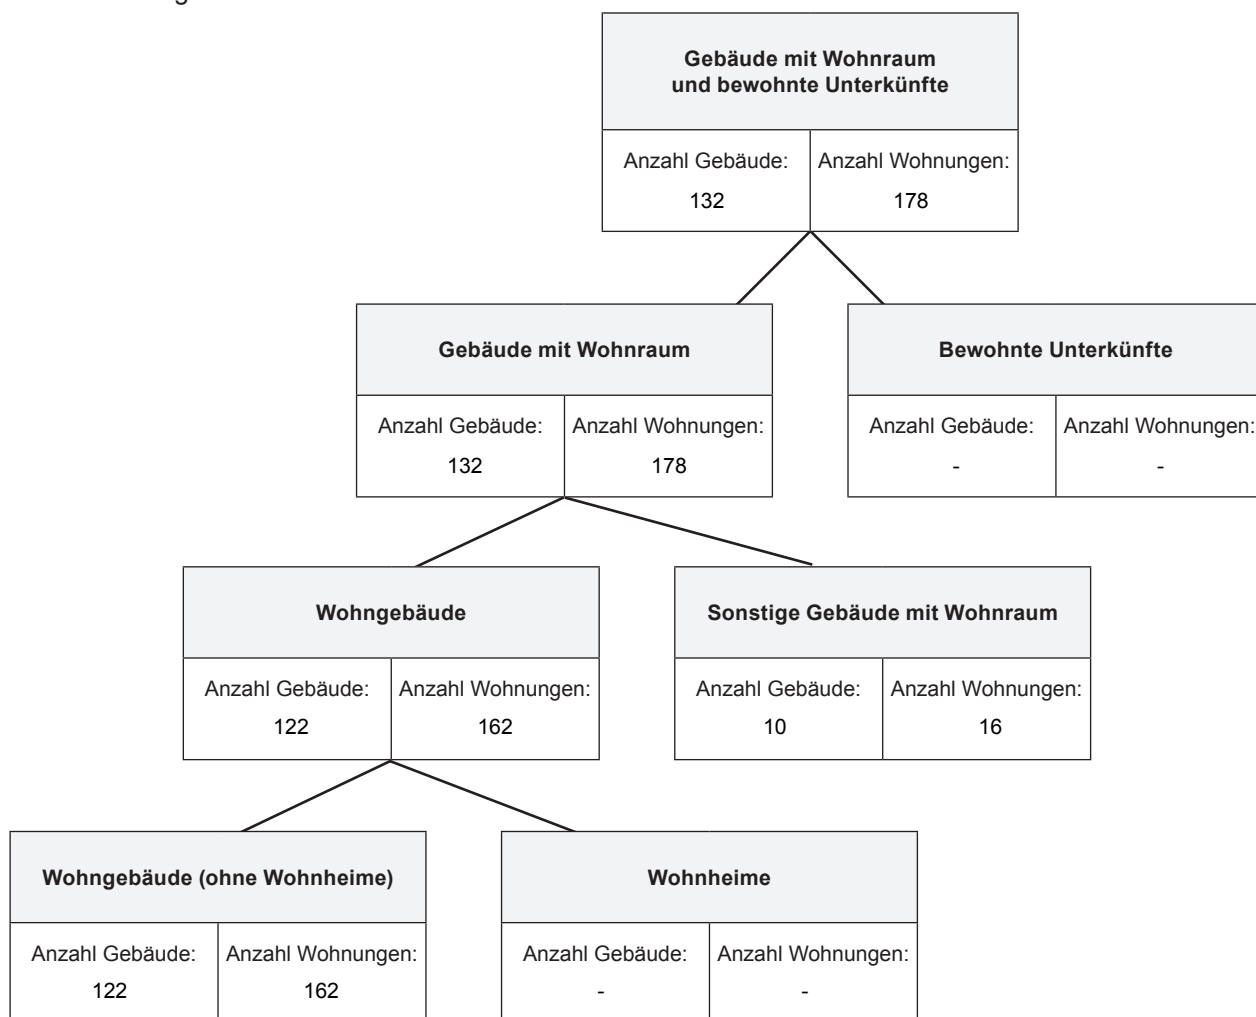 Gebäude mit Wohnraum
und bewohnte Unterkünfte
Anzahl Gebäude: Anzahl Wohnungen:
132 178
Gebäude mit Wohnraum
Bewohnte Unterkünfte
Anzahl Gebäude: Anzahl Wohnungen:
132 178
Anzahl Gebäude: Anzahl Wohnungen:
- -
Wohngebäude
Sonstige Gebäude mit Wohnraum
Anzahl Gebäude: Anzahl Wohnungen:
122 162
Anzahl Gebäude: Anzahl Wohnungen:
10 16
Wohngebäude (ohne Wohnheime)
Wohnheime
Anzahl Gebäude: Anzahl Wohnungen:
122 162
Anzahl Gebäude: Anzahl Wohnungen:
- -